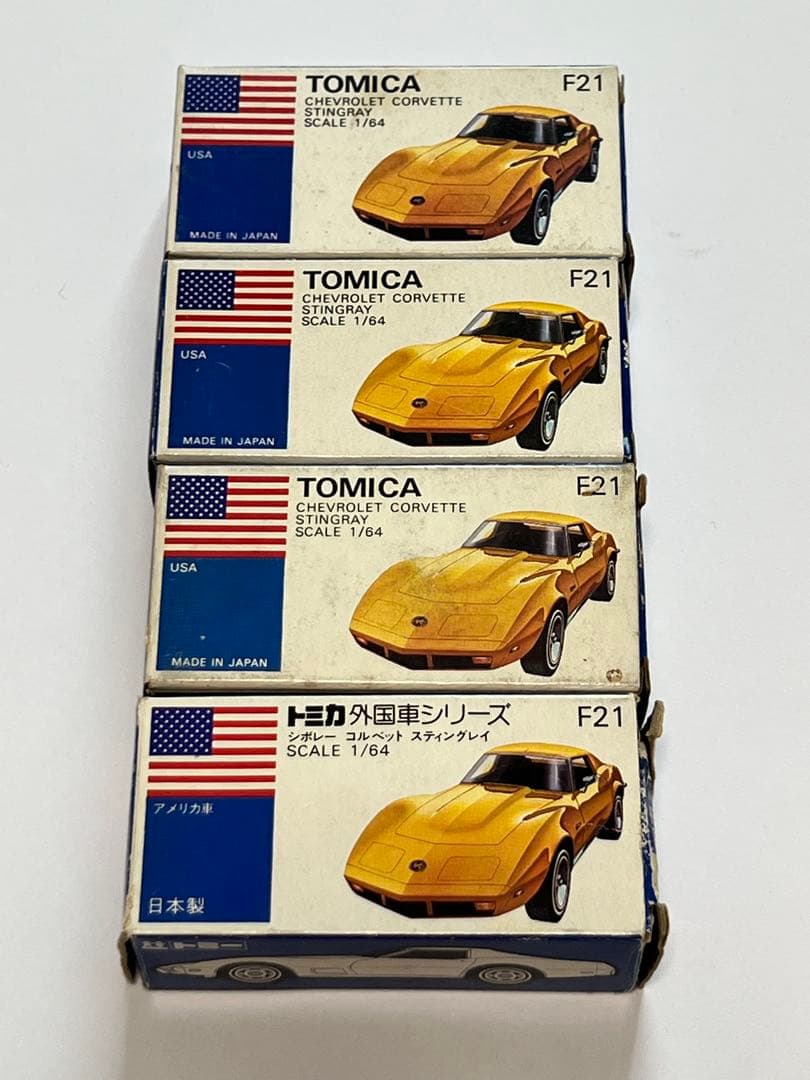 TOMICA F21
CHEVROLET CORVETTE
STINGRAY
SCALE 1/64
USA
MADE IN JAPAN
TOMICA F21
CHEVROLET CORVETTE
STINGRAY
SCALE 1/64
USA
MADE IN JAPAN
TOMICA F21
CHEVROLET CORVETTE
STINGRAY
SCALE 1/64
USA
MADE IN JAPAN
トミカ外国車シリーズ F21
シボレー コルベット スティングレイ
SCALE 1/64
アメリカ車
日本製
トミー